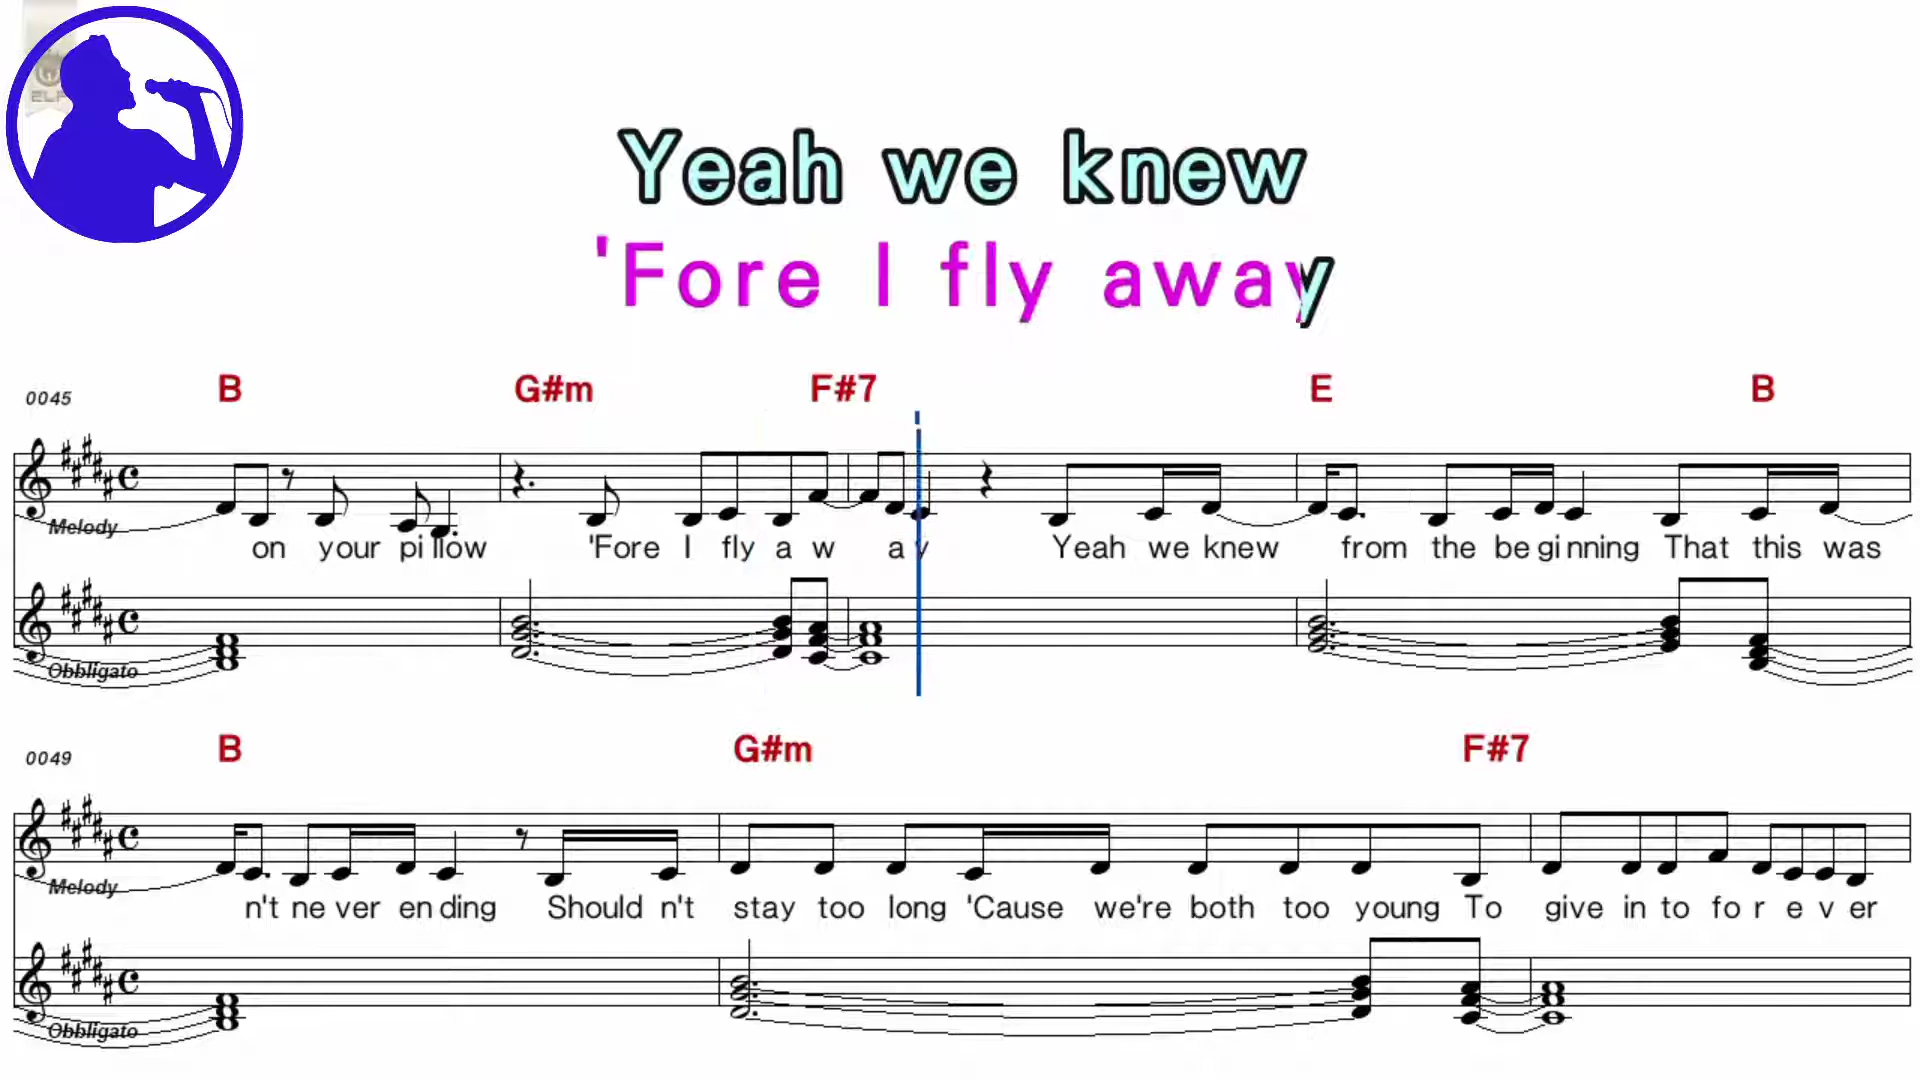 ELF
Yeah we knew
'Fore I fly away
0045 B G#m F#7 E B
Melody
on your pi llow 'Fore I fly a w a y Yeah we knew from the be gi nning That this was
Obbligato
0049 B G#m F#7
Melody
n't ne ver en ding Should n't stay too long 'Cause we're both too young To give in to fo r e v er
Obbligato